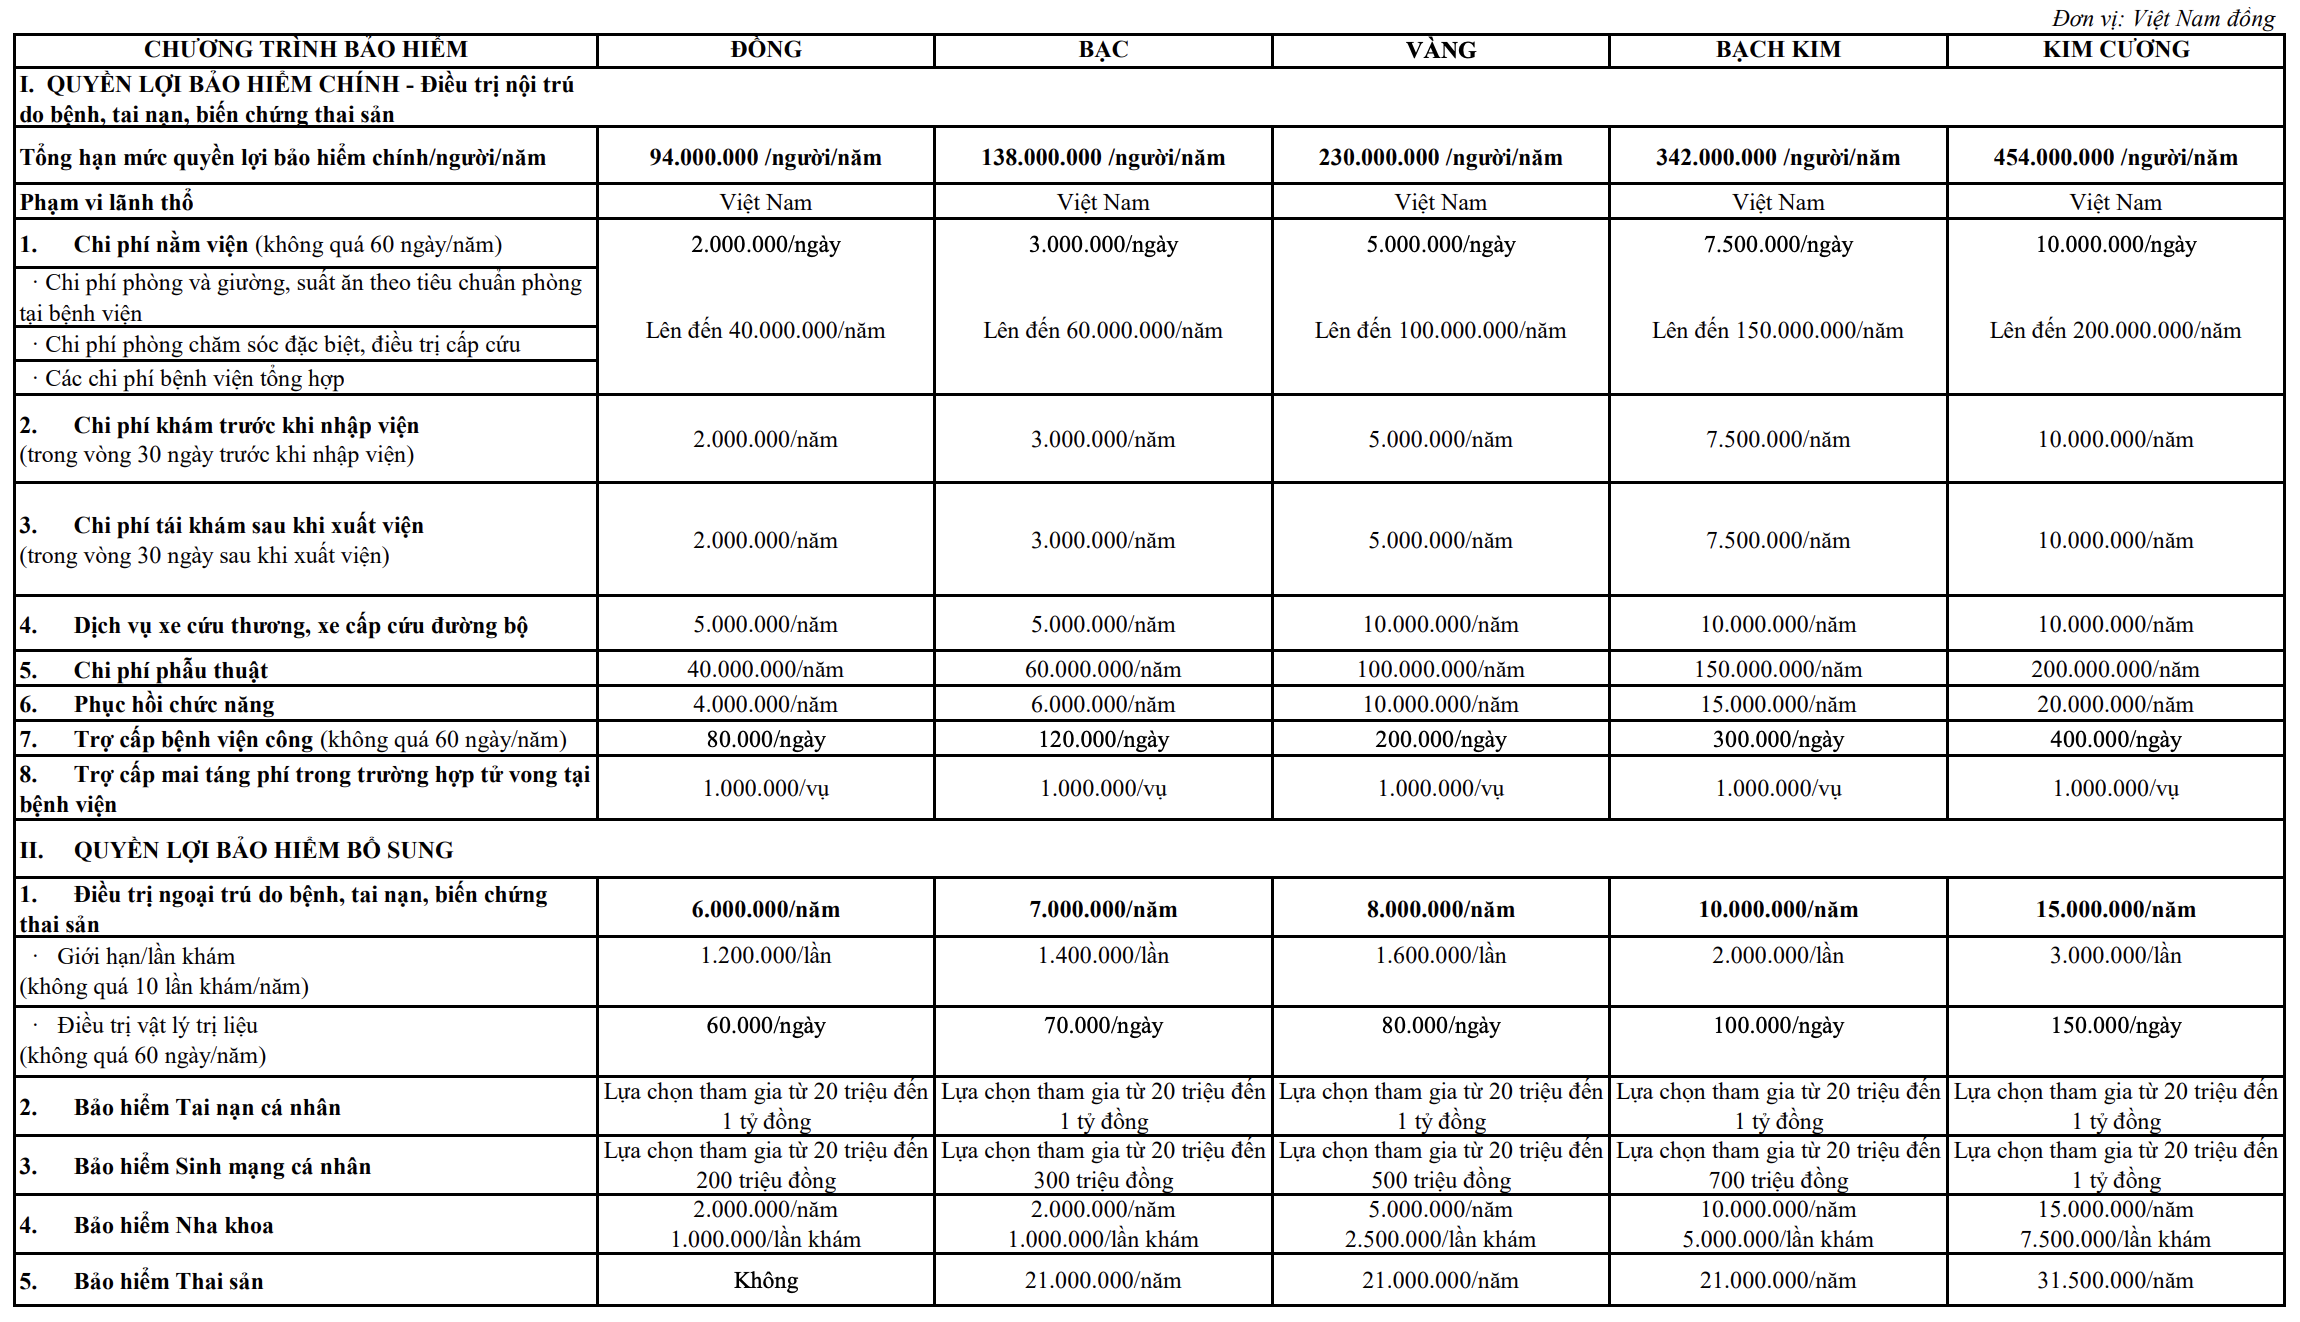 Đơn vị: Việt Nam đồng
CHƯƠNG TRÌNH BẢO HIỂM ĐỒNG BẠC VÀNG BẠCH KIM KIM CƯƠNG
I. QUYỀN LỢI BẢO HIỂM CHÍNH - Điều trị nội trú
do bệnh, tai nạn, biến chứng thai sản
Tổng hạn mức quyền lợi bảo hiểm chính/người/năm 94.000.000 /người/năm 138.000.000 /người/năm 230.000.000 /người/năm 342.000.000 /người/năm 454.000.000 /người/năm
Phạm vi lãnh thổ Việt Nam Việt Nam Việt Nam Việt Nam Việt Nam
1. Chi phí nằm viện (không quá 60 ngày/năm) 2.000.000/ngày 3.000.000/ngày 5.000.000/ngày 7.500.000/ngày 10.000.000/ngày
· Chi phí phòng và giường, suất ăn theo tiêu chuẩn phòng
tại bệnh viện
Lên đến 40.000.000/năm Lên đến 60.000.000/năm Lên đến 100.000.000/năm Lên đến 150.000.000/năm Lên đến 200.000.000/năm
· Chi phí phòng chăm sóc đặc biệt, điều trị cấp cứu
· Các chi phí bệnh viện tổng hợp
2. Chi phí khám trước khi nhập viện
(trong vòng 30 ngày trước khi nhập viện)
2.000.000/năm 3.000.000/năm 5.000.000/năm 7.500.000/năm 10.000.000/năm
3. Chi phí tái khám sau khi xuất viện
(trong vòng 30 ngày sau khi xuất viện)
2.000.000/năm 3.000.000/năm 5.000.000/năm 7.500.000/năm 10.000.000/năm
4. Dịch vụ xe cứu thương, xe cấp cứu đường bộ 5.000.000/năm 5.000.000/năm 10.000.000/năm 10.000.000/năm 10.000.000/năm
5. Chi phí phẫu thuật 40.000.000/năm 60.000.000/năm 100.000.000/năm 150.000.000/năm 200.000.000/năm
6. Phục hồi chức năng 4.000.000/năm 6.000.000/năm 10.000.000/năm 15.000.000/năm 20.000.000/năm
7. Trợ cấp bệnh viện công (không quá 60 ngày/năm) 80.000/ngày 120.000/ngày 200.000/ngày 300.000/ngày 400.000/ngày
8. Trợ cấp mai táng phí trong trường hợp tử vong tại
bệnh viện
1.000.000/vụ 1.000.000/vụ 1.000.000/vụ 1.000.000/vụ 1.000.000/vụ
II. QUYỀN LỢI BẢO HIỂM BỔ SUNG
1. Điều trị ngoại trú do bệnh, tai nạn, biến chứng
thai sản
6.000.000/năm 7.000.000/năm 8.000.000/năm 10.000.000/năm 15.000.000/năm
· Giới hạn/lần khám 1.200.000/lần 1.400.000/lần 1.600.000/lần 2.000.000/lần 3.000.000/lần
(không quá 10 lần khám/năm)
· Điều trị vật lý trị liệu 60.000/ngày 70.000/ngày 80.000/ngày 100.000/ngày 150.000/ngày
(không quá 60 ngày/năm)
2. Bảo hiểm Tai nạn cá nhân
Lựa chọn tham gia từ 20 triệu đến Lựa chọn tham gia từ 20 triệu đến Lựa chọn tham gia từ 20 triệu đến Lựa chọn tham gia từ 20 triệu đến Lựa chọn tham gia từ 20 triệu đến
1 tỷ đồng 1 tỷ đồng 1 tỷ đồng 1 tỷ đồng 1 tỷ đồng
3. Bảo hiểm Sinh mạng cá nhân
Lựa chọn tham gia từ 20 triệu đến Lựa chọn tham gia từ 20 triệu đến Lựa chọn tham gia từ 20 triệu đến Lựa chọn tham gia từ 20 triệu đến Lựa chọn tham gia từ 20 triệu đến
200 triệu đồng 300 triệu đồng 500 triệu đồng 700 triệu đồng 1 tỷ đồng
4. Bảo hiểm Nha khoa
2.000.000/năm 2.000.000/năm 5.000.000/năm 10.000.000/năm 15.000.000/năm
1.000.000/lần khám 1.000.000/lần khám 2.500.000/lần khám 5.000.000/lần khám 7.500.000/lần khám
5. Bảo hiểm Thai sản Không 21.000.000/năm 21.000.000/năm 21.000.000/năm 31.500.000/năm